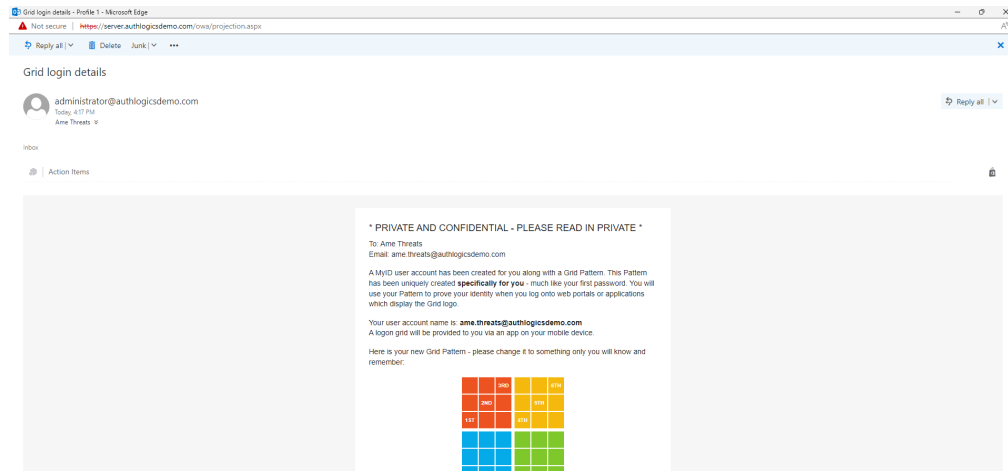 Grid login details - Profile 1 - Microsoft Edge
Not secure | https://server.authlogicsdemo.com/owa/projection.aspx
Reply all | Delete Junk | •••
Grid login details
administrator@authlogicsdemo.com
Today, 4:17 PM
Ame Threats
Reply all |
Inbox
Action Items
* PRIVATE AND CONFIDENTIAL - PLEASE READ IN PRIVATE *
To: Ame Threats
Email: ame.threats@authlogicsdemo.com
A MyID user account has been created for you along with a Grid Pattern. This Pattern
has been uniquely created specifically for you - much like your first password. You will
use your Pattern to prove your identity when you log onto web portals or applications
which display the Grid logo.
Your user account name is: ame.threats@authlogicsdemo.com
A logon grid will be provided to you via an app on your mobile device.
Here is your new Grid Pattern - please change it to something only you will know and
remember:
3RD 6TH
2ND 5TH
1ST 4TH